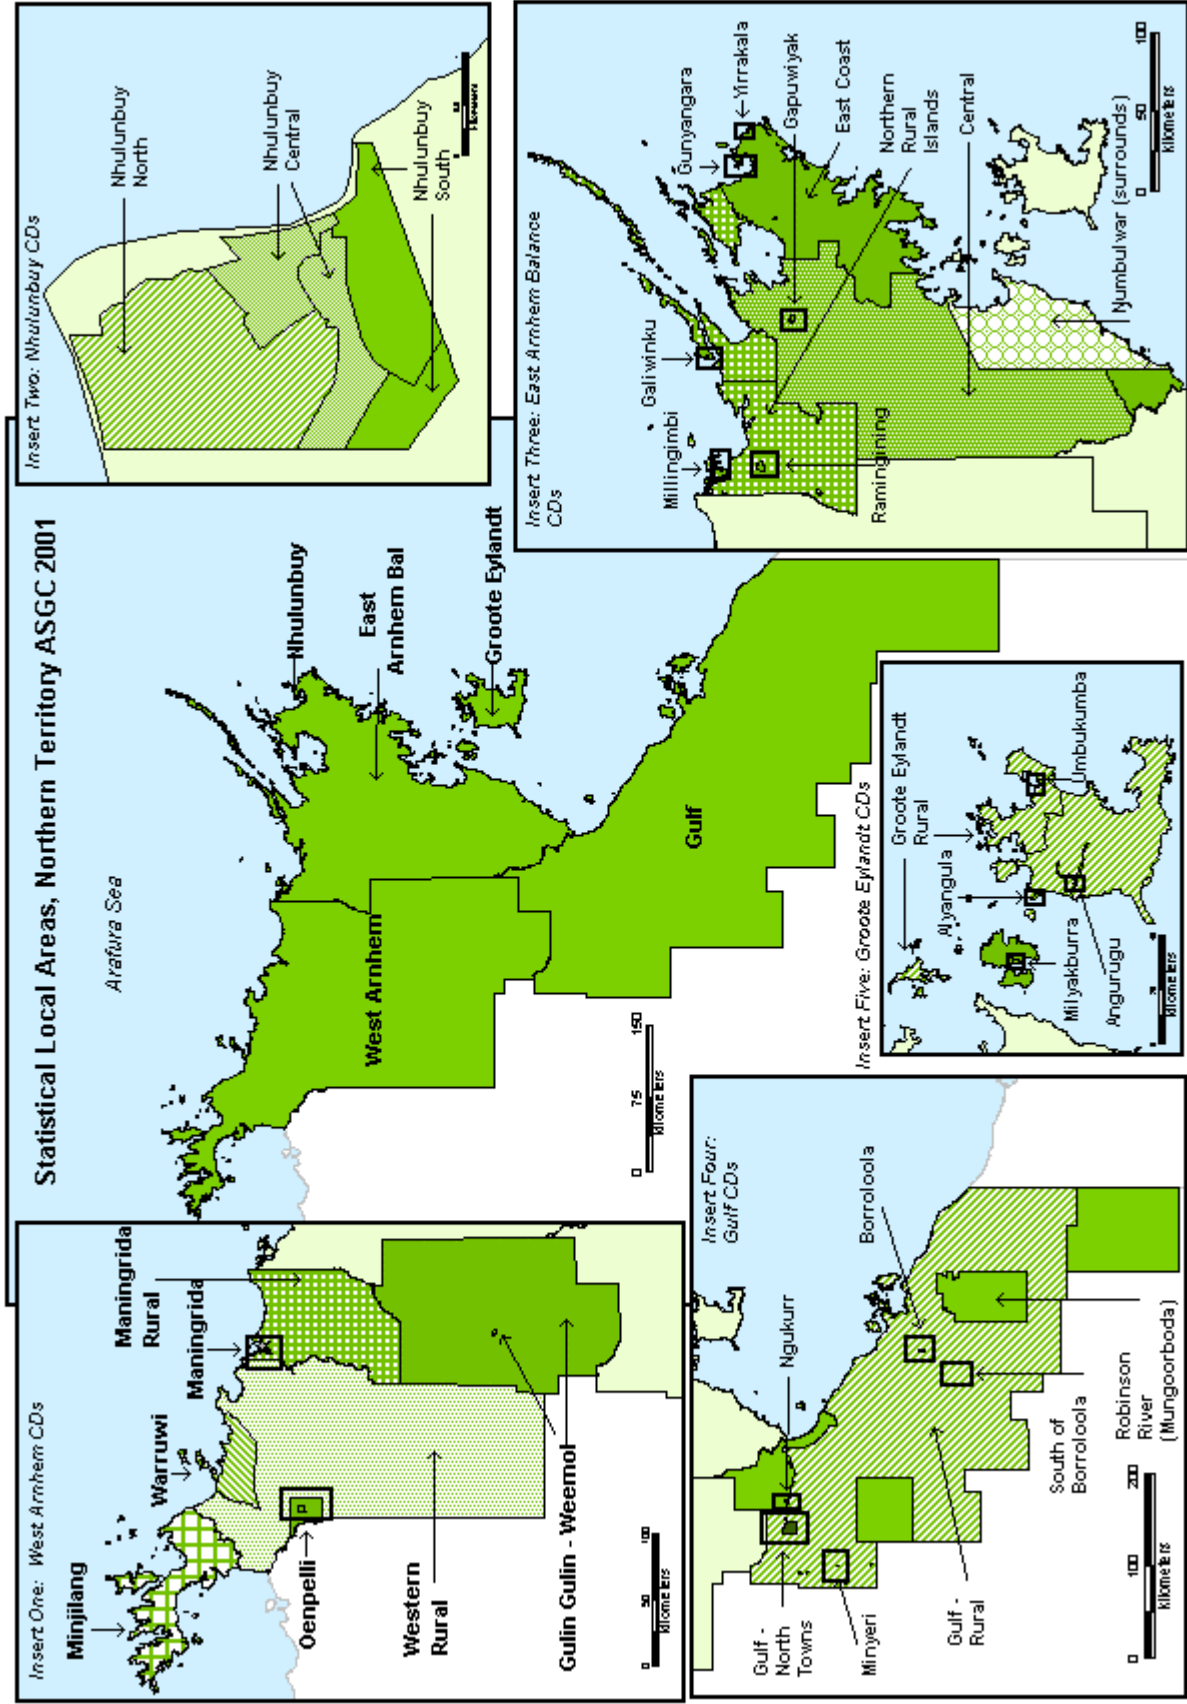 Statistical Local Areas, Northern Territory ASGC 2001
Arafura Sea
West Arnhem
Nhulunbuy
East
Arnhem Bal
Groote Eylandt
Gulf
0 75 150
kilometers
Insert One: West Arnhem CDs
Minjilang
Warruwi
Maningrida
Maningrida
Rural
Oenpelli
Western
Rural
Gulin Gulin - Weemol
0 50 100
kilometers
Insert Two: Nhulunbuy CDs
Nhulunbuy
North
Nhulunbuy
Central
Nhulunbuy
South
Insert Three: East Arnhem Balance
CDs
Millingimbi
Galiwinku
Gunyangara
Yirrakala
Gapuwiyak
East Coast
Northern
Rural
Islands
Central
Ramingining
Numbulwar (surrounds)
0 50 100
kilometers
Insert Four:
Gulf CDs
Ngukurr
Borroloola
Gulf -
North
Towns
Minyeri
Gulf -
Rural
South of
Borroloola
Robinson
River
(Mungoorboda)
0 100 200
kilometers
Insert Five: Groote Eylandt CDs
Groote Eylandt
Rural
Alyangula
Umbukumba
Milyakburra
Angurugu
kilometers